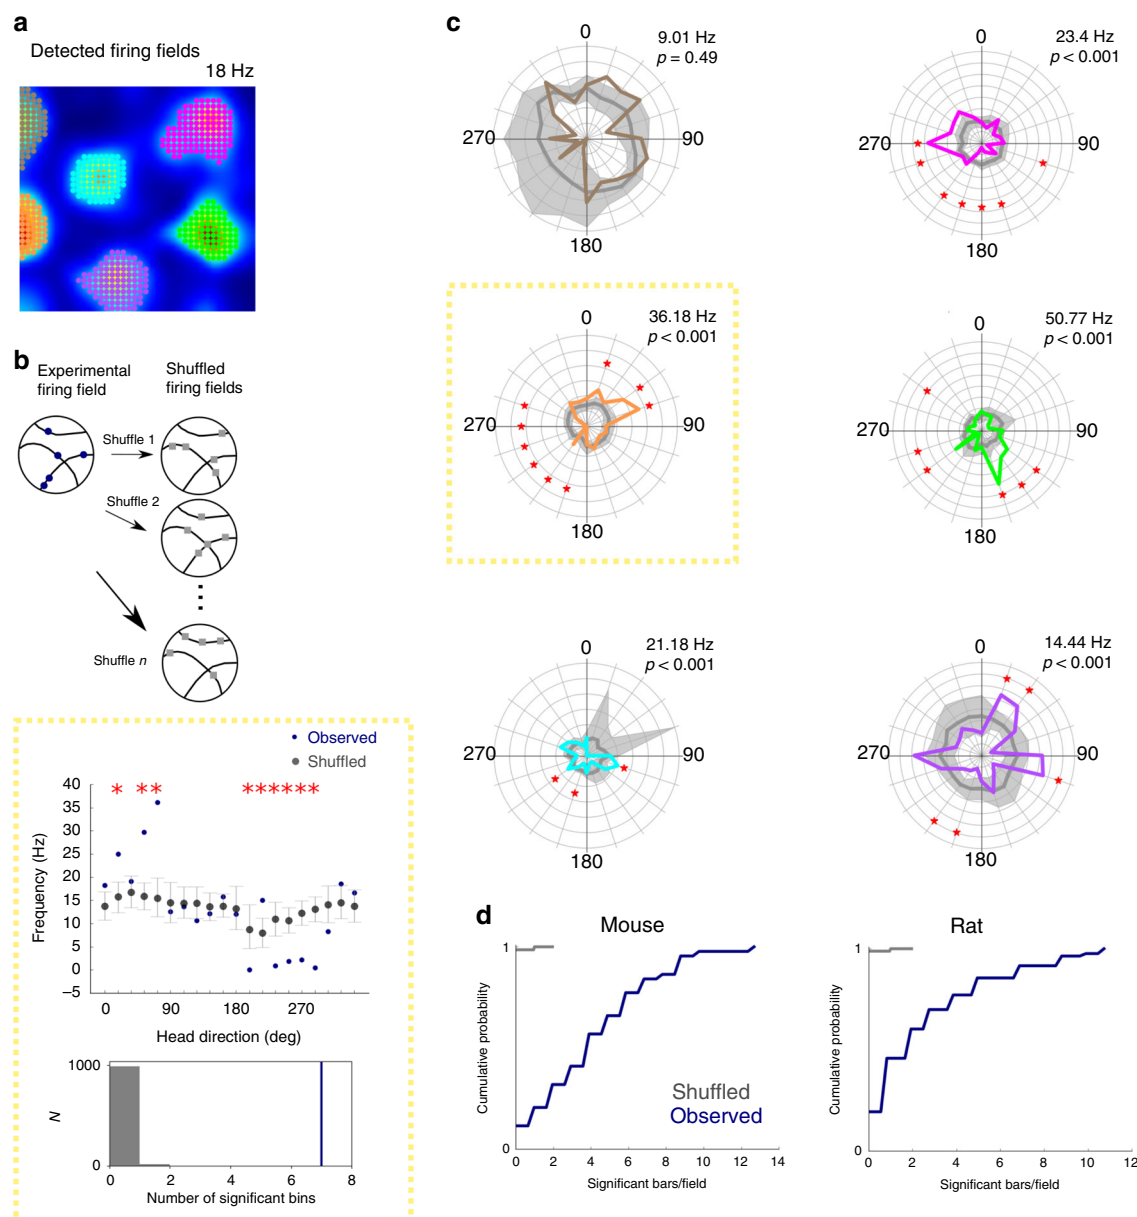 a
Detected firing fields
18 Hz
b
Experimental
firing field
Shuffled
firing fields
Shuffle 1
Shuffle 2
Shuffle n
Observed
Shuffled
* ** ******
40
35
30
25
20
15
10
5
0
−5
Frequency (Hz)
0 90 180 270
Head direction (deg)
1000
0
N
0 2 4 6 8
Number of significant bins
c
9.01 Hz
p = 0.49
0
90
180
270
23.4 Hz
p < 0.001
0
90
180
270
36.18 Hz
p < 0.001
0
90
180
270
50.77 Hz
p < 0.001
0
90
180
270
21.18 Hz
p < 0.001
0
90
180
270
14.44 Hz
p < 0.001
0
90
180
270
d
Mouse
1
0
Cumulative probability
Shuffled
Observed
0 2 4 6 8 10 12 14
Significant bars/field
Rat
1
0
Cumulative probability
0 2 4 6 8 10 12
Significant bars/field